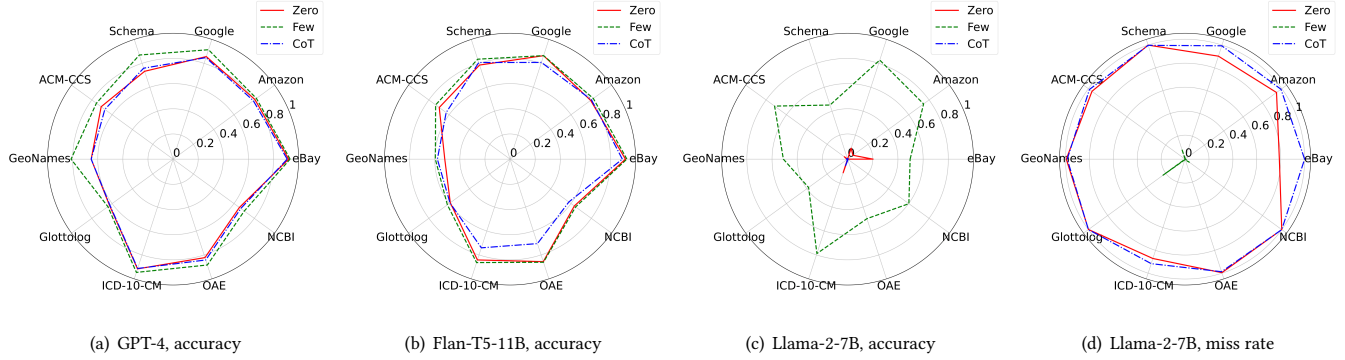 Zero
Few
CoT
Schema
Google
ACM-CCS
Amazon
1
0.8
0.6
0.4
0.2
0
GeoNames
eBay
Glottolog
NCBI
ICD-10-CM
OAE
(a) GPT-4, accuracy
Zero
Few
CoT
Schema
Google
ACM-CCS
Amazon
1
0.8
0.6
0.4
0.2
0
GeoNames
eBay
Glottolog
NCBI
ICD-10-CM
OAE
(b) Flan-T5-11B, accuracy
Zero
Few
CoT
Schema
Google
ACM-CCS
Amazon
1
0.8
0.6
0.4
0.2
0
GeoNames
eBay
Glottolog
NCBI
ICD-10-CM
OAE
(c) Llama-2-7B, accuracy
Zero
Few
CoT
Schema
Google
ACM-CCS
Amazon
1
0.8
0.6
0.4
0.2
0
GeoNames
eBay
Glottolog
NCBI
ICD-10-CM
OAE
(d) Llama-2-7B, miss rate